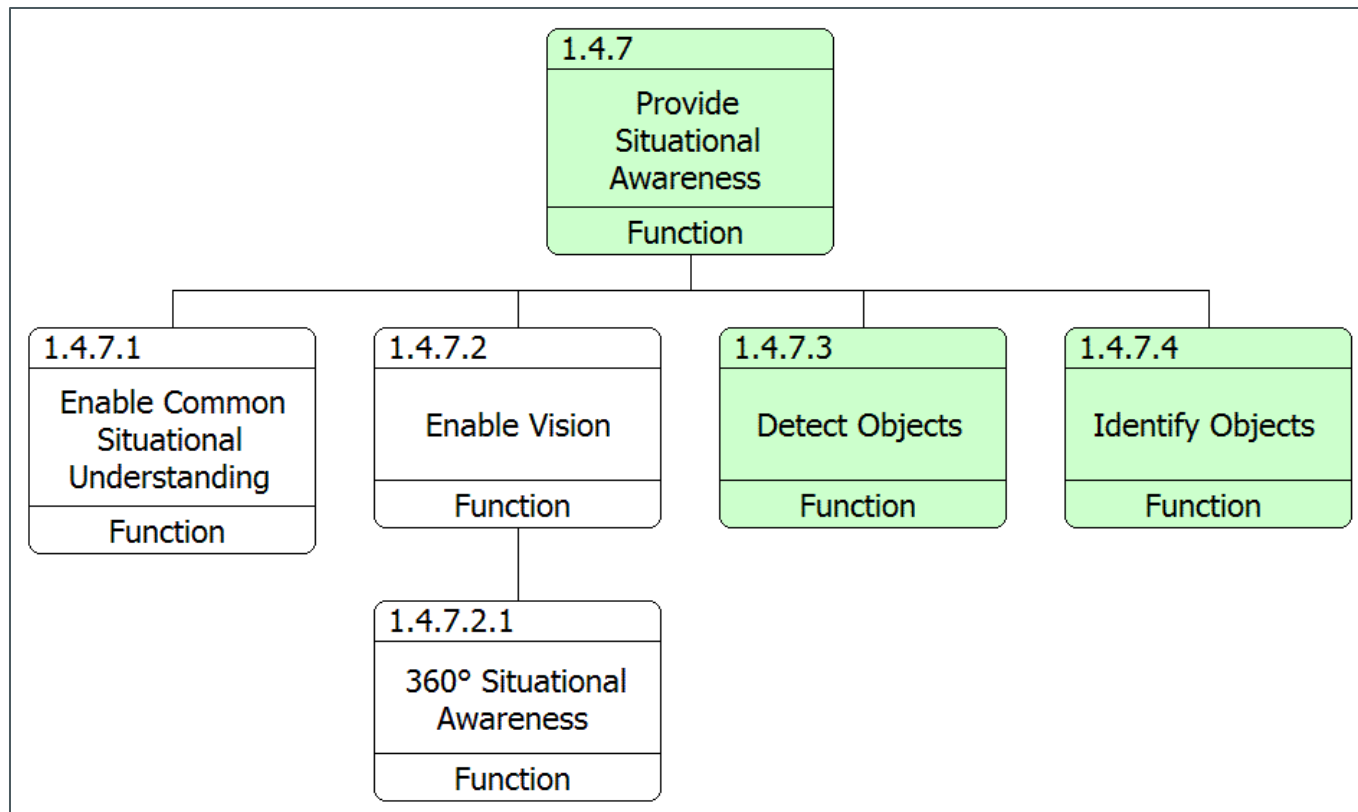 1.4.7
Provide
Situational
Awareness
Function
1.4.7.1
Enable Common
Situational
Understanding
Function
1.4.7.2
Enable Vision
Function
1.4.7.3
Detect Objects
Function
1.4.7.4
Identify Objects
Function
1.4.7.2.1
360° Situational
Awareness
Function